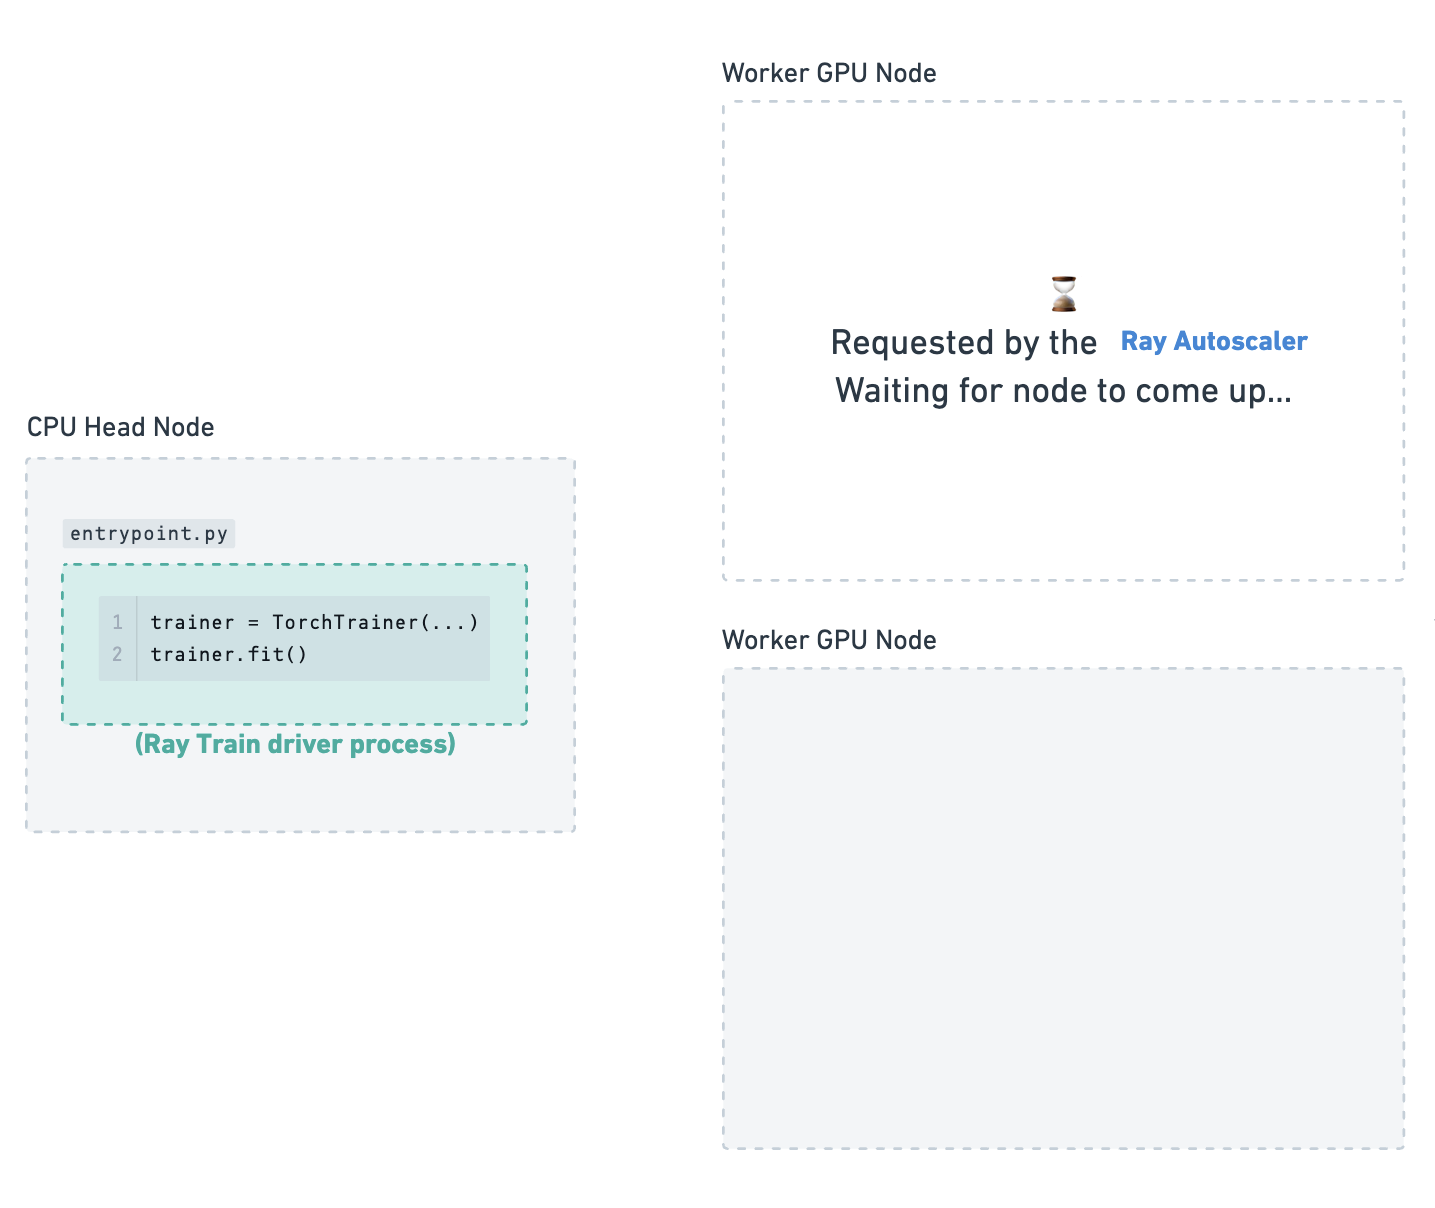 Worker GPU Node
Requested by the Ray Autoscaler
Waiting for node to come up...
CPU Head Node
entrypoint.py
1 trainer = TorchTrainer(...)
2 trainer.fit()
(Ray Train driver process)
Worker GPU Node